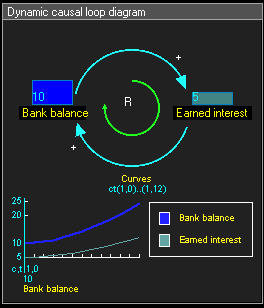 Dynamic causal loop diagram
+
10
R
5
Bank balance
Earned interest
+
Curves
ct(1,0)..(1,12)
25
20
Bank balance
10
Earned interest
5
c,t:1,0
10
Bank balance